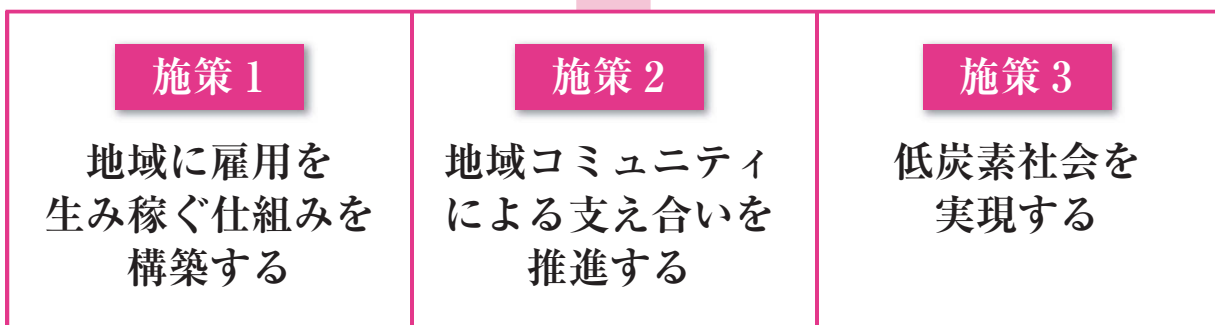 施策 1
地域に雇用を
生み稼ぐ仕組みを
構築する
施策 2
地域コミュニティ
による支え合いを
推進する
施策 3
低炭素社会を
実現する